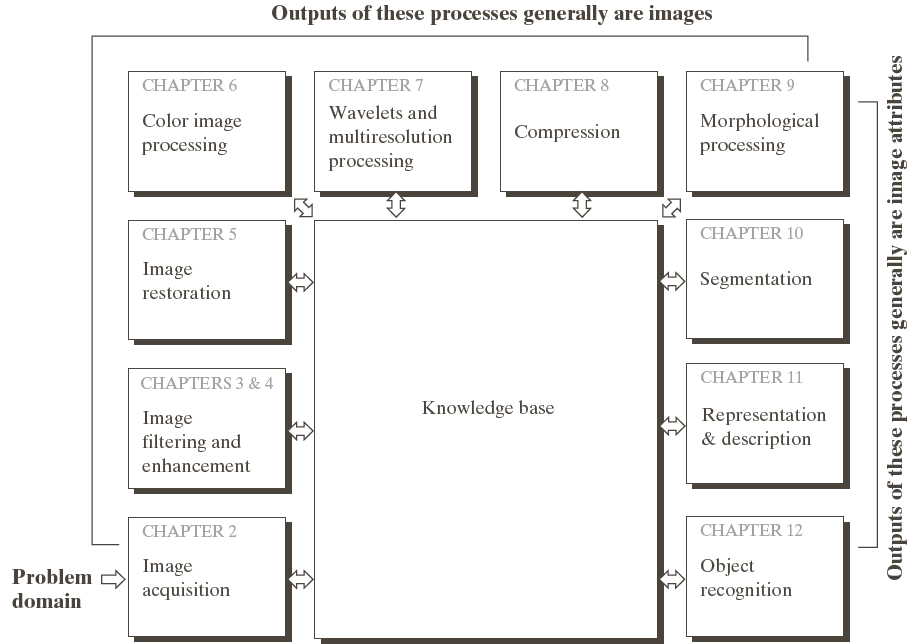 Outputs of these processes generally are images
CHAPTER 6
Color image
processing
CHAPTER 7
Wavelets and
multiresolution
processing
CHAPTER 8
Compression
CHAPTER 9
Morphological
processing
Outputs of these processes generally are image attributes
CHAPTER 5
Image
restoration
CHAPTER 10
Segmentation
CHAPTERS 3 & 4
Image
filtering and
enhancement
Knowledge base
CHAPTER 11
Representation
& description
CHAPTER 2
Image
acquisition
CHAPTER 12
Object
recognition
Problem
domain